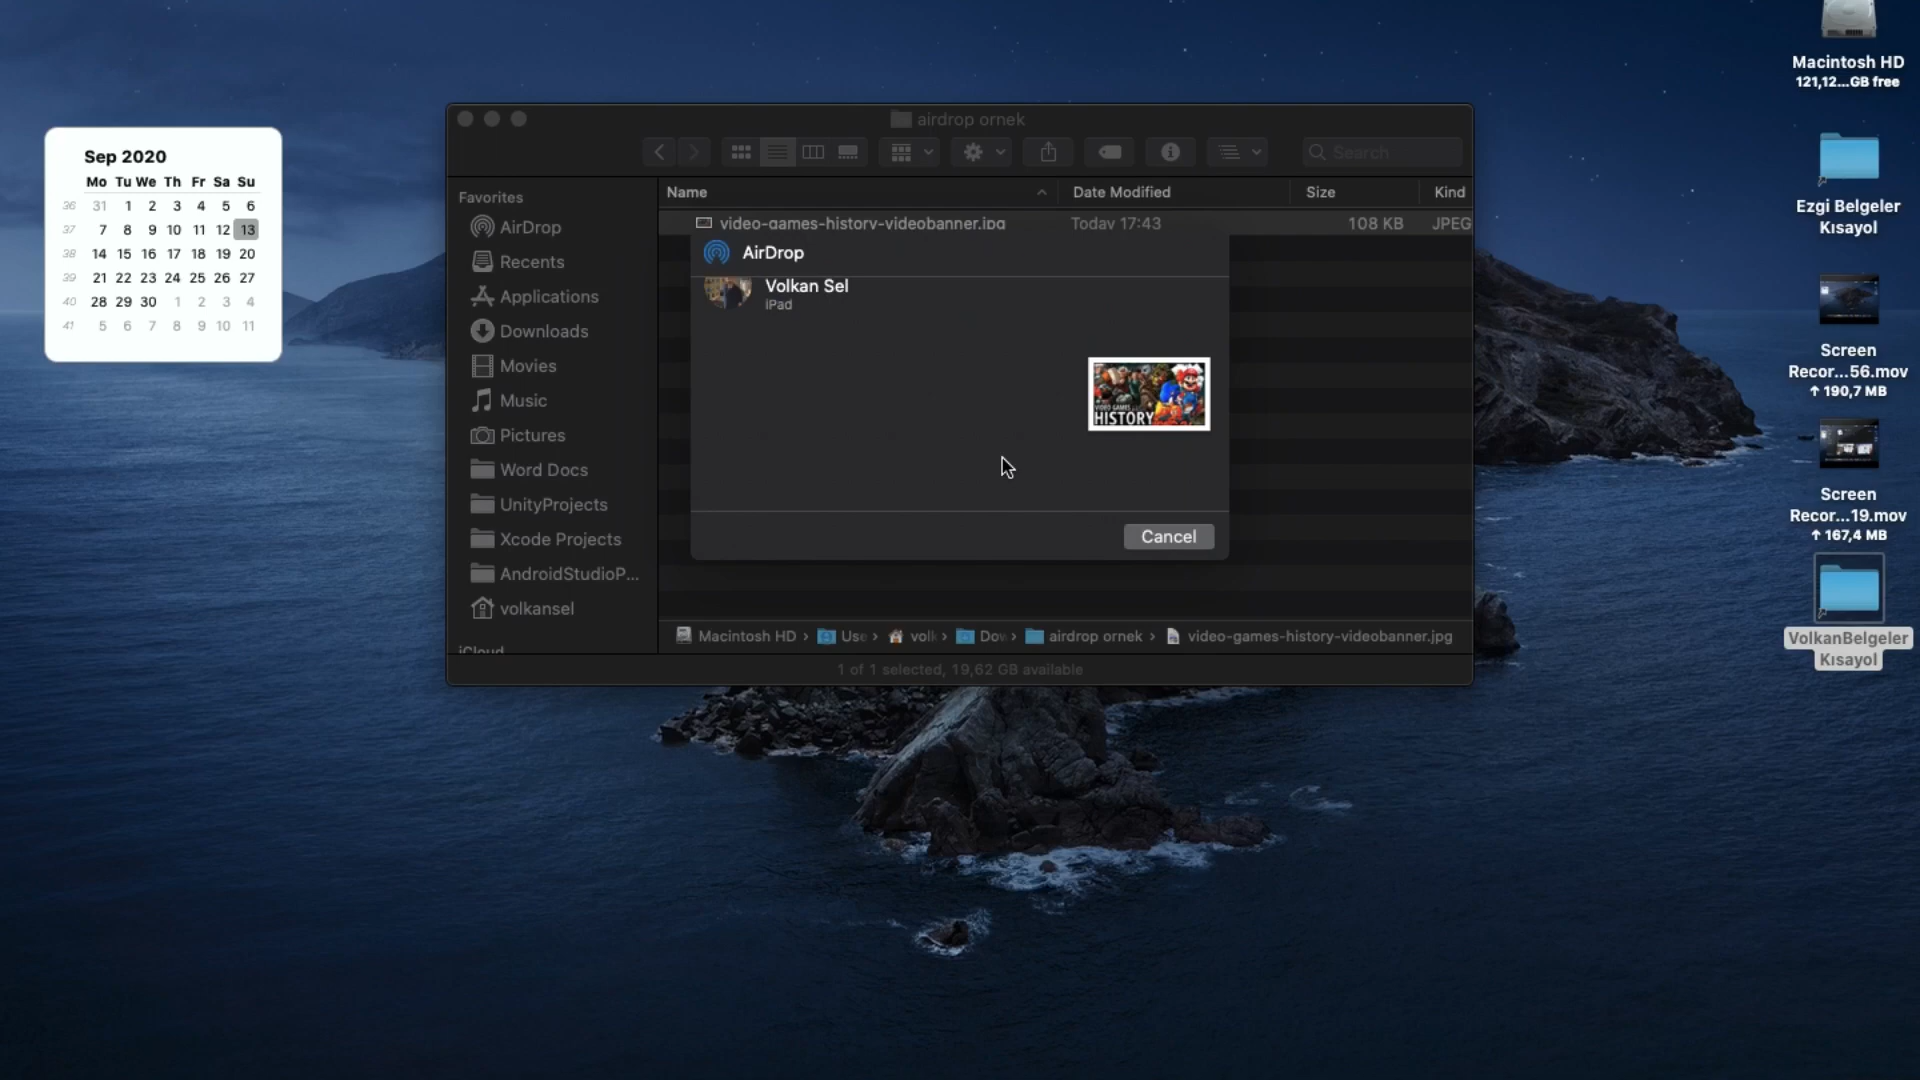 Sep 2020
Mo Tu We Th Fr Sa Su
36 31 1 2 3 4 5 6
37 7 8 9 10 11 12 13
38 14 15 16 17 18 19 20
39 21 22 23 24 25 26 27
40 28 29 30 1 2 3 4
41 5 6 7 8 9 10 11
airdrop ornek
Search
Favorites
AirDrop
Recents
Applications
Downloads
Movies
Music
Pictures
Word Docs
UnityProjects
Xcode Projects
AndroidStudioP...
volkansel
iCloud
Name Date Modified Size Kind
video-games-history-videobanner.jpg Today 17:43 108 KB JPEG
AirDrop
Volkan Sel
iPad
VIDEO GAMES
HISTORY
Cancel
Macintosh HD › Use › volk › Dov › airdrop ornek › video-games-history-videobanner.jpg
1 of 1 selected, 19,62 GB available
Macintosh HD
121,12...GB free
Ezgi Belgeler
Kısayol
Screen
Recor...56.mov
↑ 190,7 MB
Screen
Recor...19.mov
↑ 167,4 MB
VolkanBelgeler
Kısayol